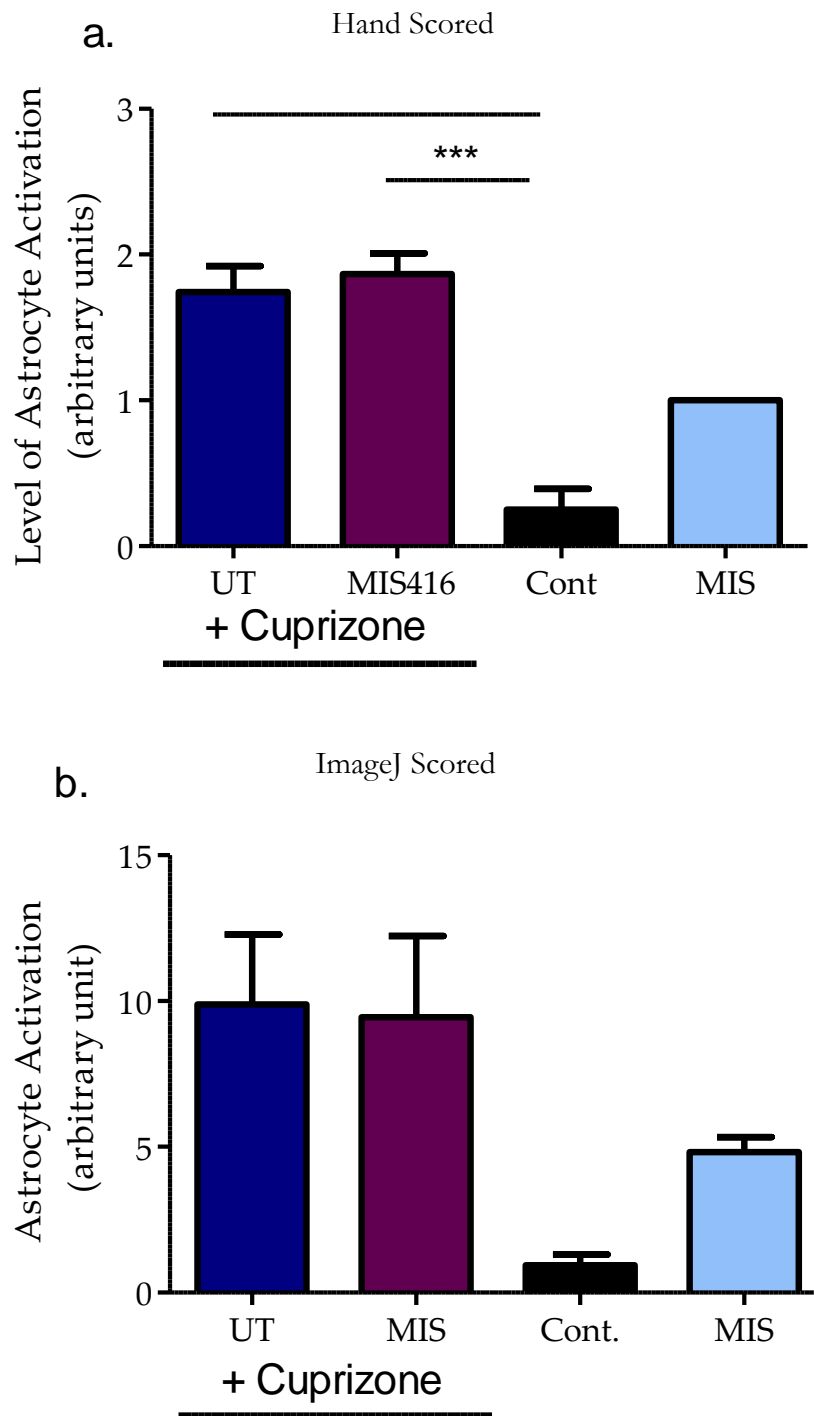 a.
Hand Scored
Level of Astrocyte Activation
(arbitrary units)
3
2
1
0
***
UT MIS416 Cont MIS
+ Cuprizone
b.
ImageJ Scored
Astrocyte Activation
(arbitrary unit)
15
10
5
0
UT MIS Cont. MIS
+ Cuprizone